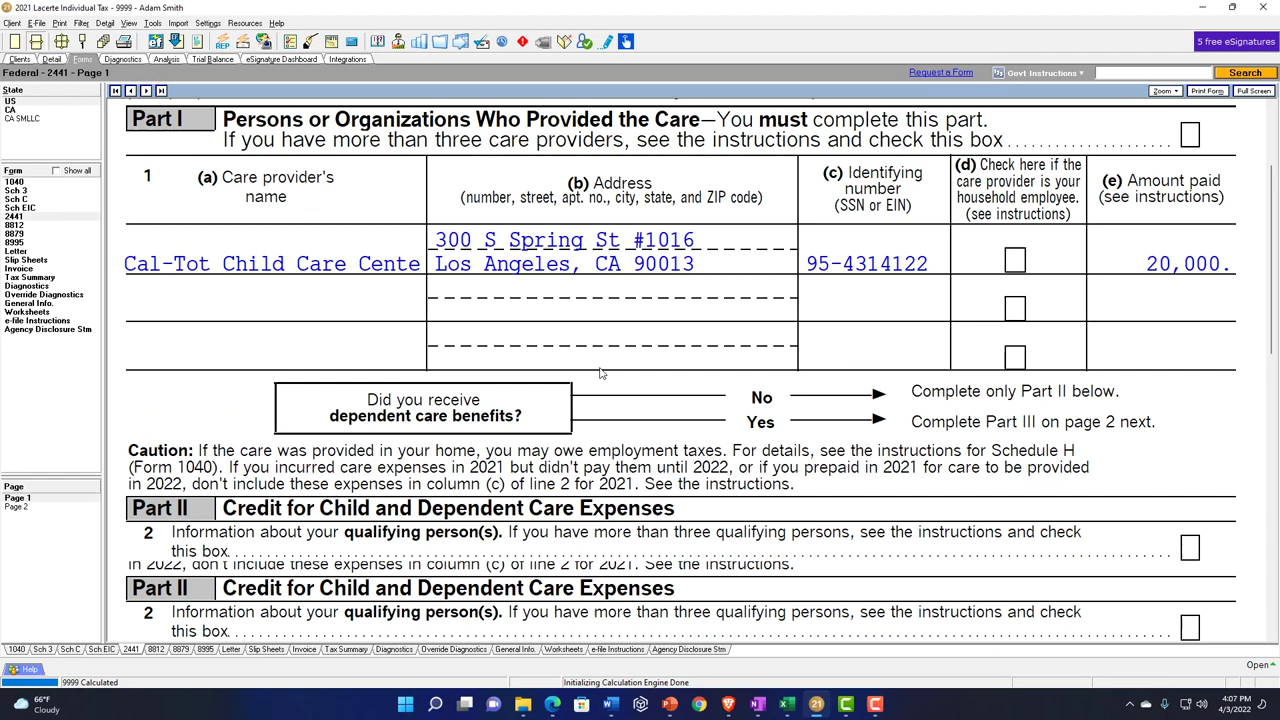 2021 Lacerte Individual Tax - 9999 - Adam Smith
Client E-File Print Filter Detail View Tools Import Settings Resources Help
REP
5 free eSignatures
Clients Detail Forms Diagnostics Analysis Trial Balance eSignature Dashboard Integrations
Federal - 2441 - Page 1 Request a Form Govt Instructions Search
State
US
CA
CA SMLLC
Zoom Print Form Full Screen
Form Show all
1040
Sch 3
Sch C
Sch EIC
2441
8812
8879
8995
Letter
Slip Sheets
Invoice
Tax Summary
Diagnostics
Override Diagnostics
General Info.
Worksheets
e-file Instructions
Agency Disclosure Stm
Page
Page 1
Page 2
Part I Persons or Organizations Who Provided the Care—You must complete this part.
If you have more than three care providers, see the instructions and check this box
1 (a) Care provider's name
(b) Address (number, street, apt. no., city, state, and ZIP code)
(c) Identifying number (SSN or EIN)
(d) Check here if the care provider is your household employee. (see instructions)
(e) Amount paid (see instructions)
300 S Spring St #1016
Cal-Tot Child Care Cente Los Angeles, CA 90013 95-4314122 20,000.
Did you receive dependent care benefits?
No Complete only Part II below.
Yes Complete Part III on page 2 next.
Caution: If the care was provided in your home, you may owe employment taxes. For details, see the instructions for Schedule H
(Form 1040). If you incurred care expenses in 2021 but didn't pay them until 2022, or if you prepaid in 2021 for care to be provided
in 2022, don't include these expenses in column (c) of line 2 for 2021. See the instructions.
Part II Credit for Child and Dependent Care Expenses
2 Information about your qualifying person(s). If you have more than three qualifying persons, see the instructions and check
this box
in 2022, don't include these expenses in column (c) of line 2 for 2021. See the instructions.
Part II Credit for Child and Dependent Care Expenses
2 Information about your qualifying person(s). If you have more than three qualifying persons, see the instructions and check
this box
1040 Sch 3 Sch C Sch EIC 2441 8812 8879 8995 Letter Slip Sheets Invoice Tax Summary Diagnostics Override Diagnostics General Info. Worksheets e-file Instructions Agency Disclosure Stm
Help Open
9999 Calculated Initializing Calculation Engine Done
66°F
Cloudy
21
4:07 PM
4/3/2022